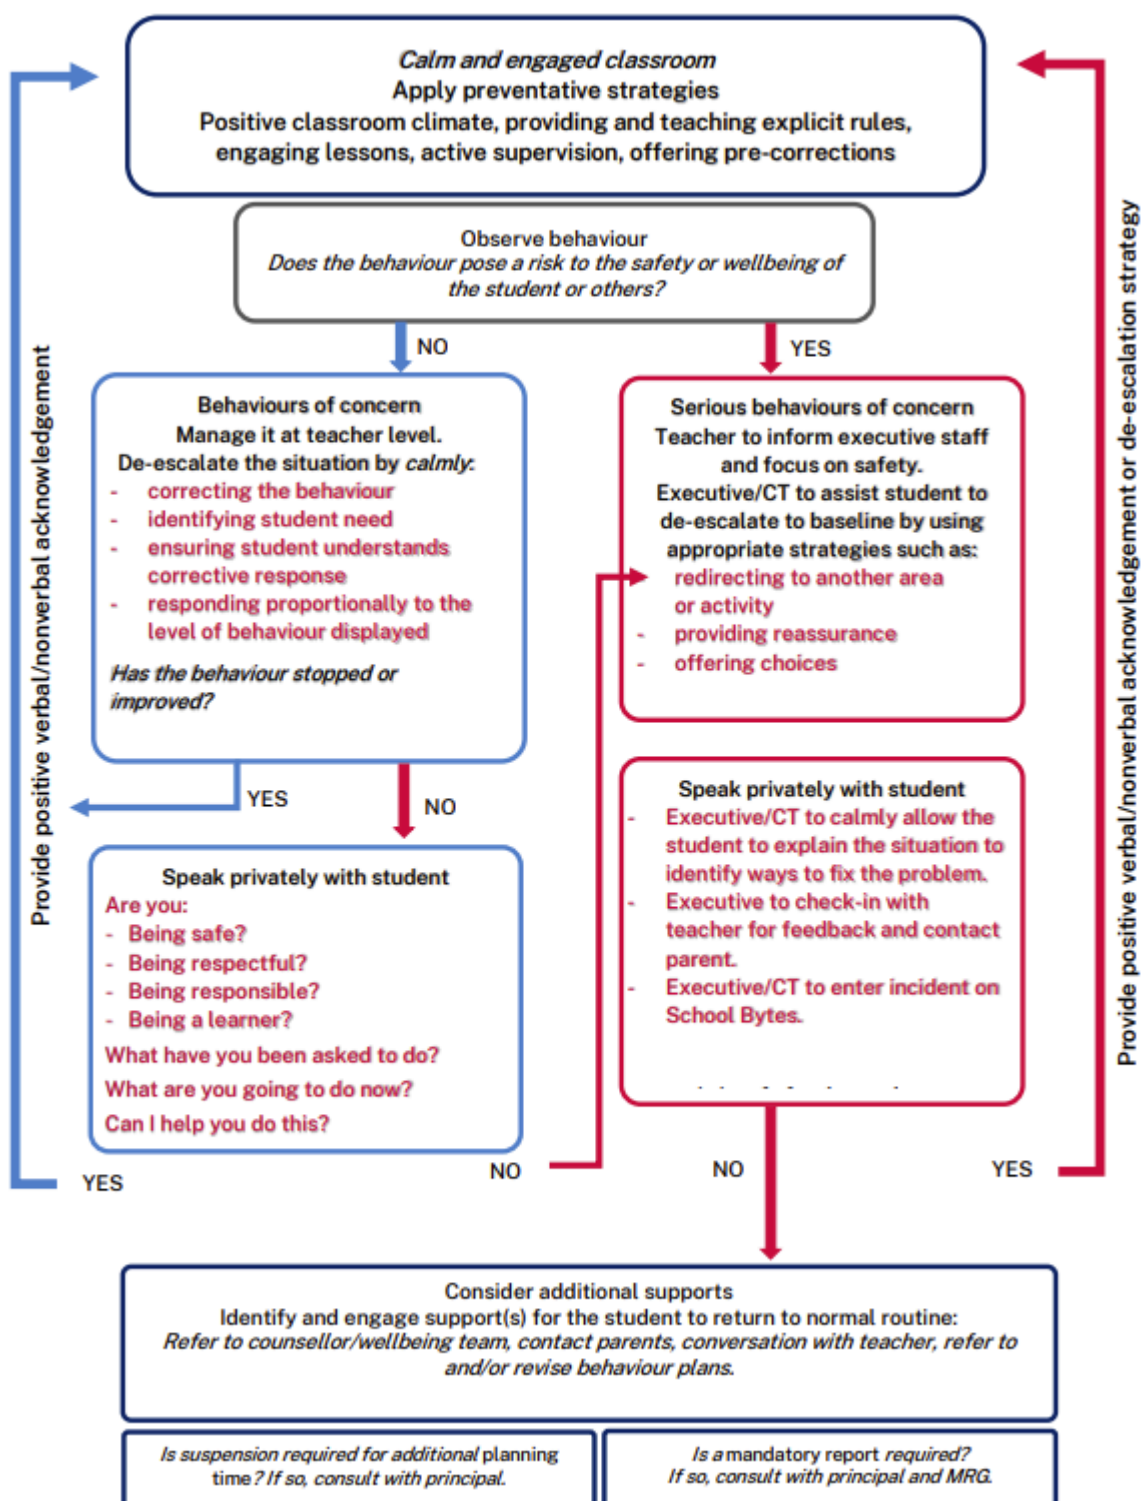 Calm and engaged classroom
Apply preventative strategies
Positive classroom climate, providing and teaching explicit rules,
engaging lessons, active supervision, offering pre-corrections
Observe behaviour
Does the behaviour pose a risk to the safety or wellbeing of
the student or others?
NO
YES
Behaviours of concern
Manage it at teacher level.
De-escalate the situation by calmly:
- correcting the behaviour
- identifying student need
- ensuring student understands
corrective response
- responding proportionally to the
level of behaviour displayed
Has the behaviour stopped or
improved?
Serious behaviours of concern
Teacher to inform executive staff
and focus on safety.
Executive/CT to assist student to
de-escalate to baseline by using
appropriate strategies such as:
redirecting to another area
or activity
- providing reassurance
- offering choices
YES
NO
Speak privately with student
Are you:
- Being safe?
- Being respectful?
- Being responsible?
- Being a learner?
What have you been asked to do?
What are you going to do now?
Can I help you do this?
Speak privately with student
- Executive/CT to calmly allow the
student to explain the situation to
identify ways to fix the problem.
- Executive to check-in with
teacher for feedback and contact
parent.
- Executive/CT to enter incident on
School Bytes.
YES
NO
NO
YES
Provide positive verbal/nonverbal acknowledgement
Provide positive verbal/nonverbal acknowledgement or de-escalation strategy
Consider additional supports
Identify and engage support(s) for the student to return to normal routine:
Refer to counsellor/wellbeing team, contact parents, conversation with teacher, refer to
and/or revise behaviour plans.
Is suspension required for additional planning
time? If so, consult with principal.
Is a mandatory report required?
If so, consult with principal and MRG.